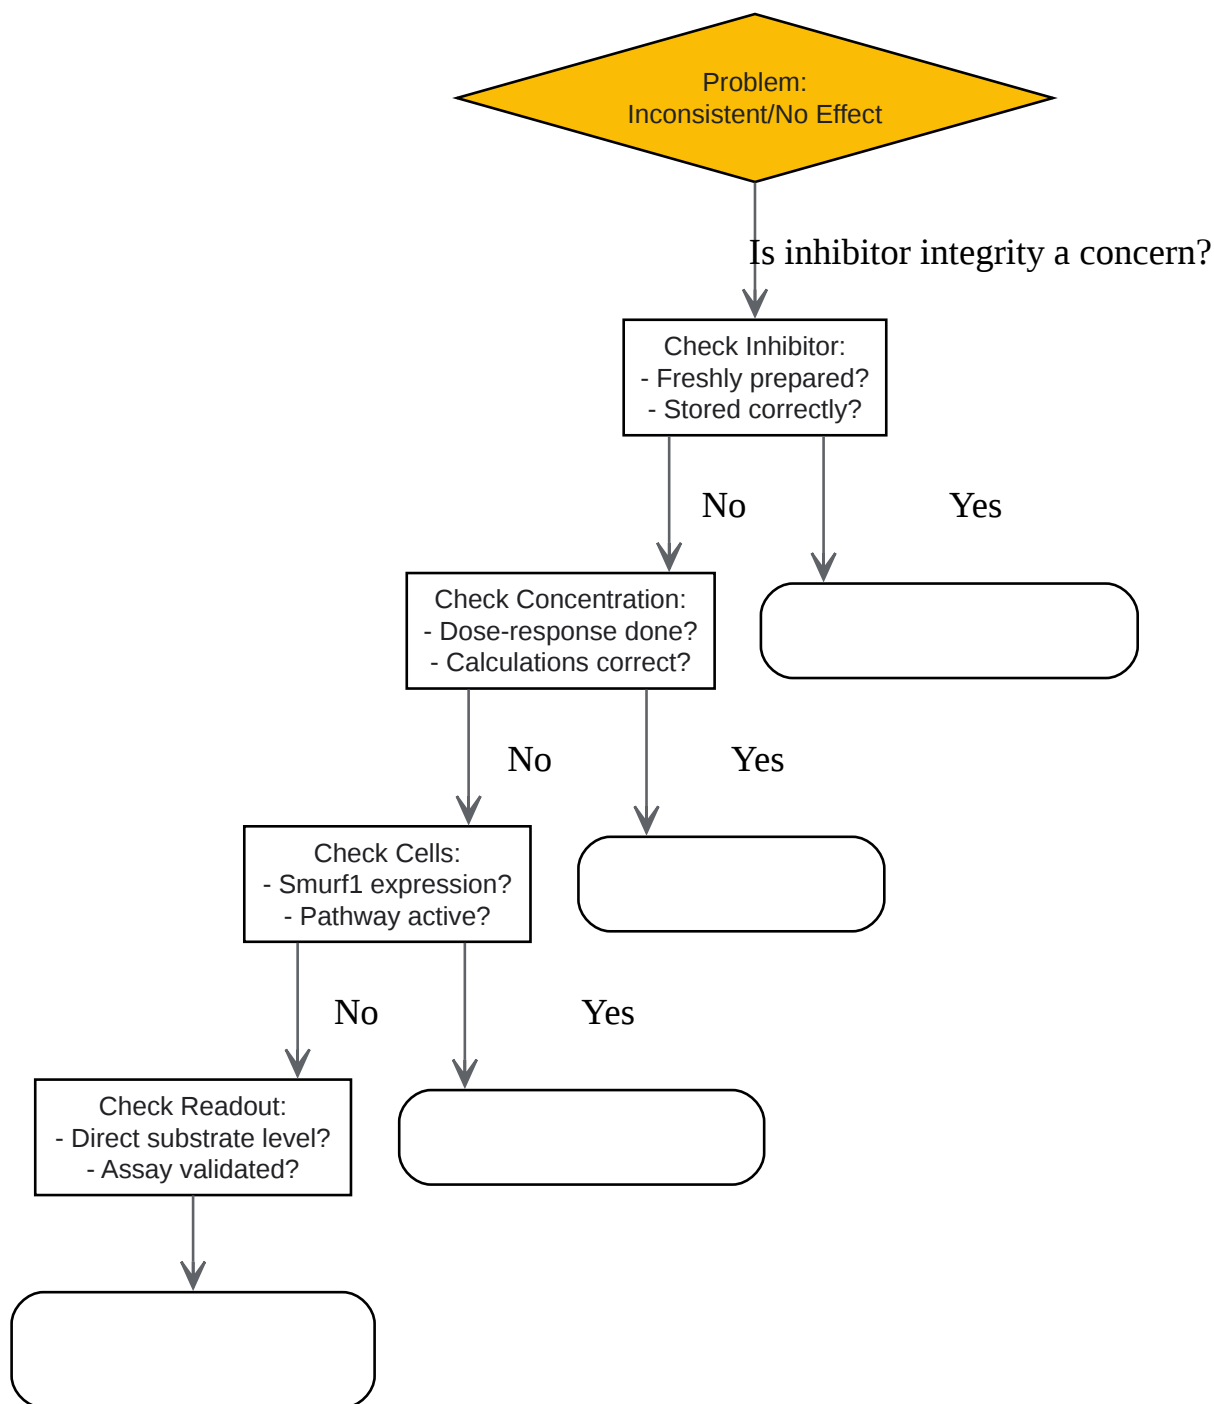 Problem:
Inconsistent/No Effect
Is inhibitor integrity a concern?
Check Inhibitor:
- Freshly prepared?
- Stored correctly?
No
Yes
Check Concentration:
- Dose-response done?
- Calculations correct?
No
Yes
Check Cells:
- Smurf1 expression?
- Pathway active?
No
Yes
Check Readout:
- Direct substrate level?
- Assay validated?